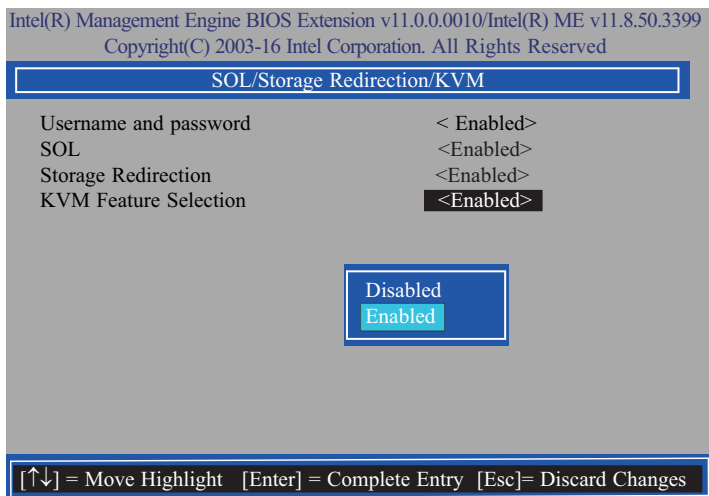 Intel(R) Management Engine BIOS Extension v11.0.0.0010/Intel(R) ME v11.8.50.3399
Copyright(C) 2003-16 Intel Corporation. All Rights Reserved
SOL/Storage Redirection/KVM
Username and password < Enabled>
SOL <Enabled>
Storage Redirection <Enabled>
KVM Feature Selection <Enabled>
Disabled
Enabled
[↑↓] = Move Highlight [Enter] = Complete Entry [Esc]= Discard Changes